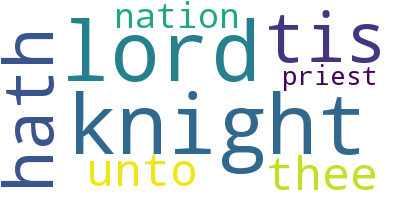 nation
lord tis
priest
hath
knight
unto thee